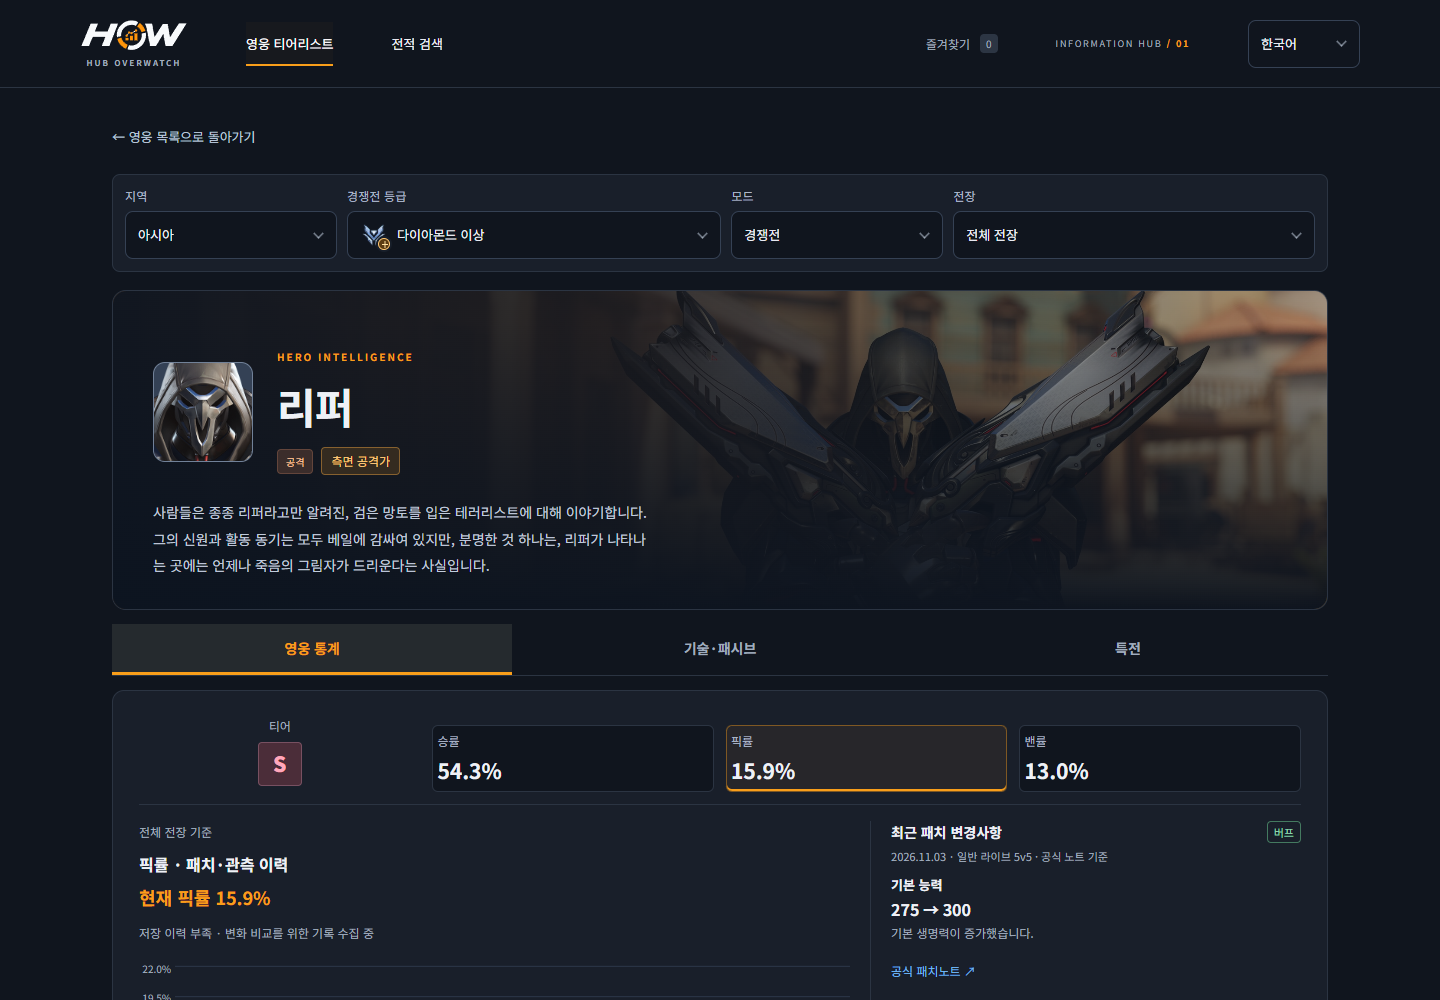 HOW
HUB OVERWATCH
영웅 티어리스트
전적 검색
즐겨찾기 0
INFORMATION HUB / 01
한국어
← 영웅 목록으로 돌아가기
지역
경쟁전 등급
모드
전장
아시아
다이아몬드 이상
경쟁전
전체 전장
HERO INTELLIGENCE
리퍼
공격
측면 공격가
사람들은 종종 리퍼라고만 알려진, 검은 망토를 입은 테러리스트에 대해 이야기합니다.
그의 신원과 활동 동기는 모두 베일에 감싸여 있지만, 분명한 것 하나는, 리퍼가 나타나
는 곳에는 언제나 죽음의 그림자가 드리운다는 사실입니다.
영웅 통계
기술·패시브
특전
티어
S
승률
54.3%
픽률
15.9%
밴률
13.0%
전체 전장 기준
픽률 · 패치·관측 이력
현재 픽률 15.9%
저장 이력 부족 · 변화 비교를 위한 기록 수집 중
22.0%
19.5%
최근 패치 변경사항
버프
2026.11.03 · 일반 라이브 5v5 · 공식 노트 기준
기본 능력
275 → 300
기본 생명력이 증가했습니다.
공식 패치노트 ↗